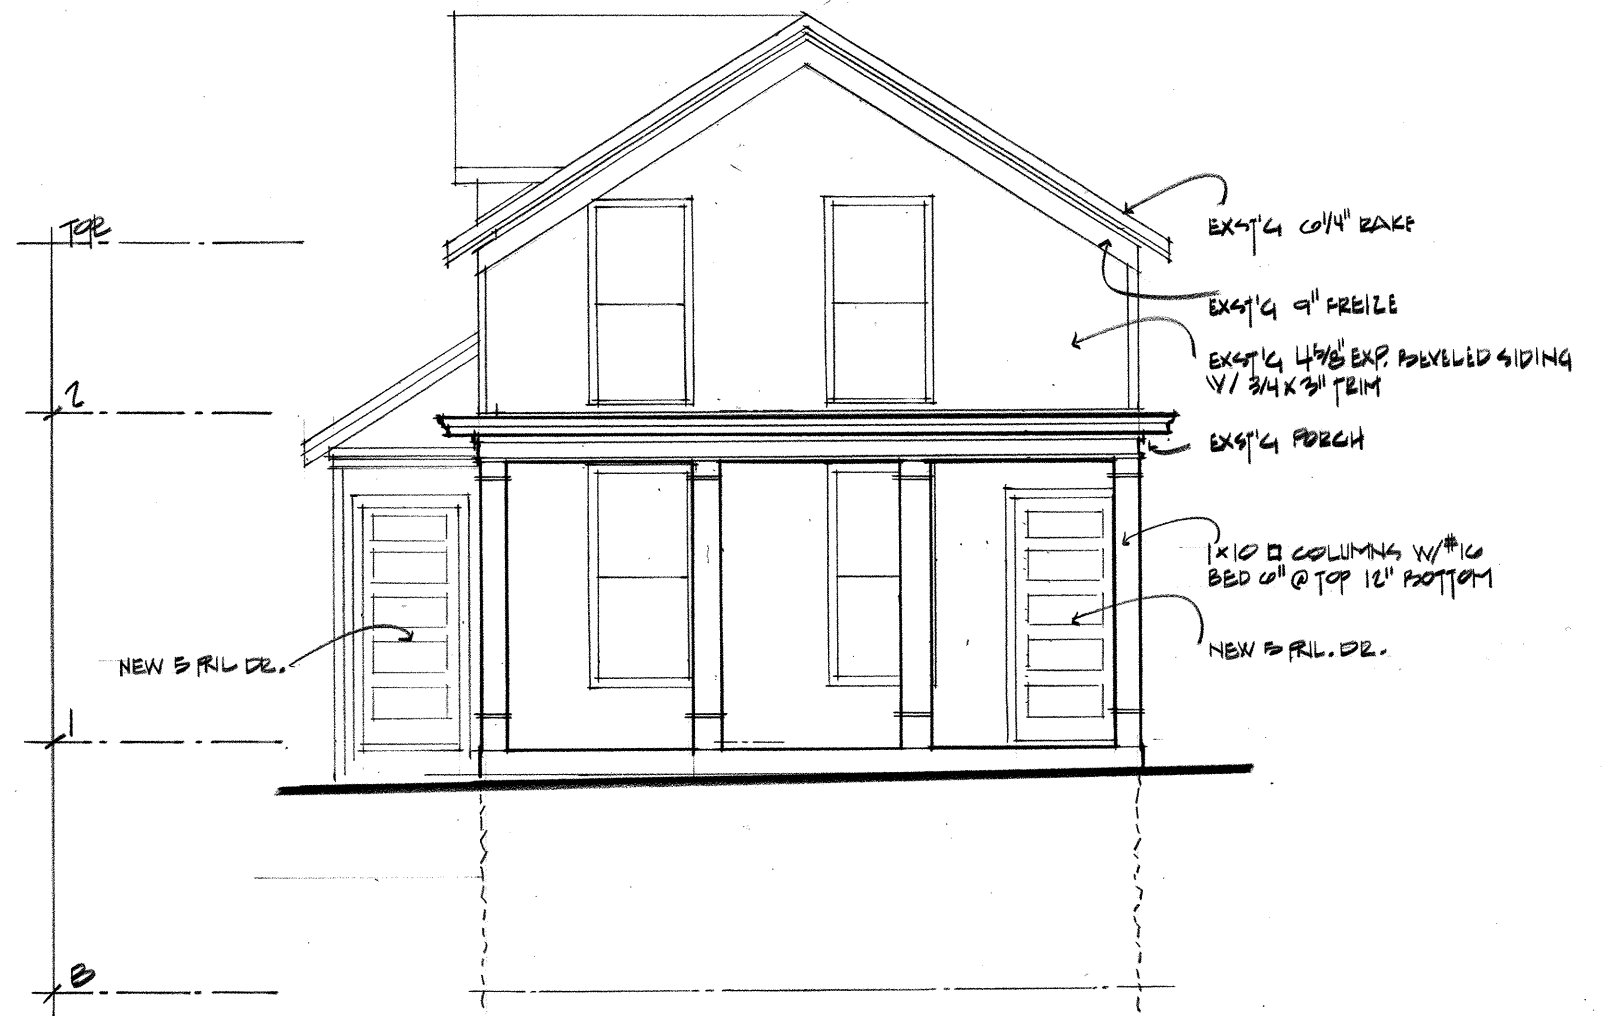 TOP
EXST'G 6 1/4" RAKE
EXST'G 9" FREIZE
EXST'G 4 5/8" EXP. BEVELED SIDING
W/ 3/4 X 3" TRIM
2
EXST'G PORCH
1X10 □ COLUMNS W/ #16
BED 6" @ TOP 12" BOTTOM
NEW 5 PNL. DR.
NEW 5 PNL DR.
1
B